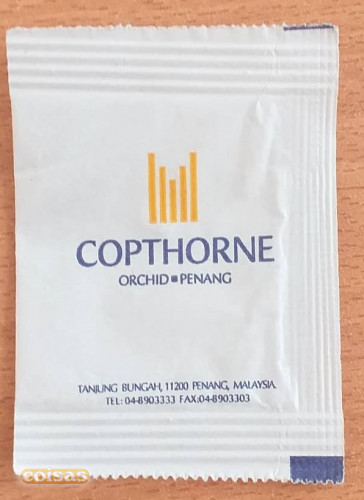 COPTHORNE
ORCHID ▪ PENANG
TANJUNG BUNGAH, 11200 PENANG, MALAYSIA.
TEL: 04-8903333 FAX:04-8903303
coisas